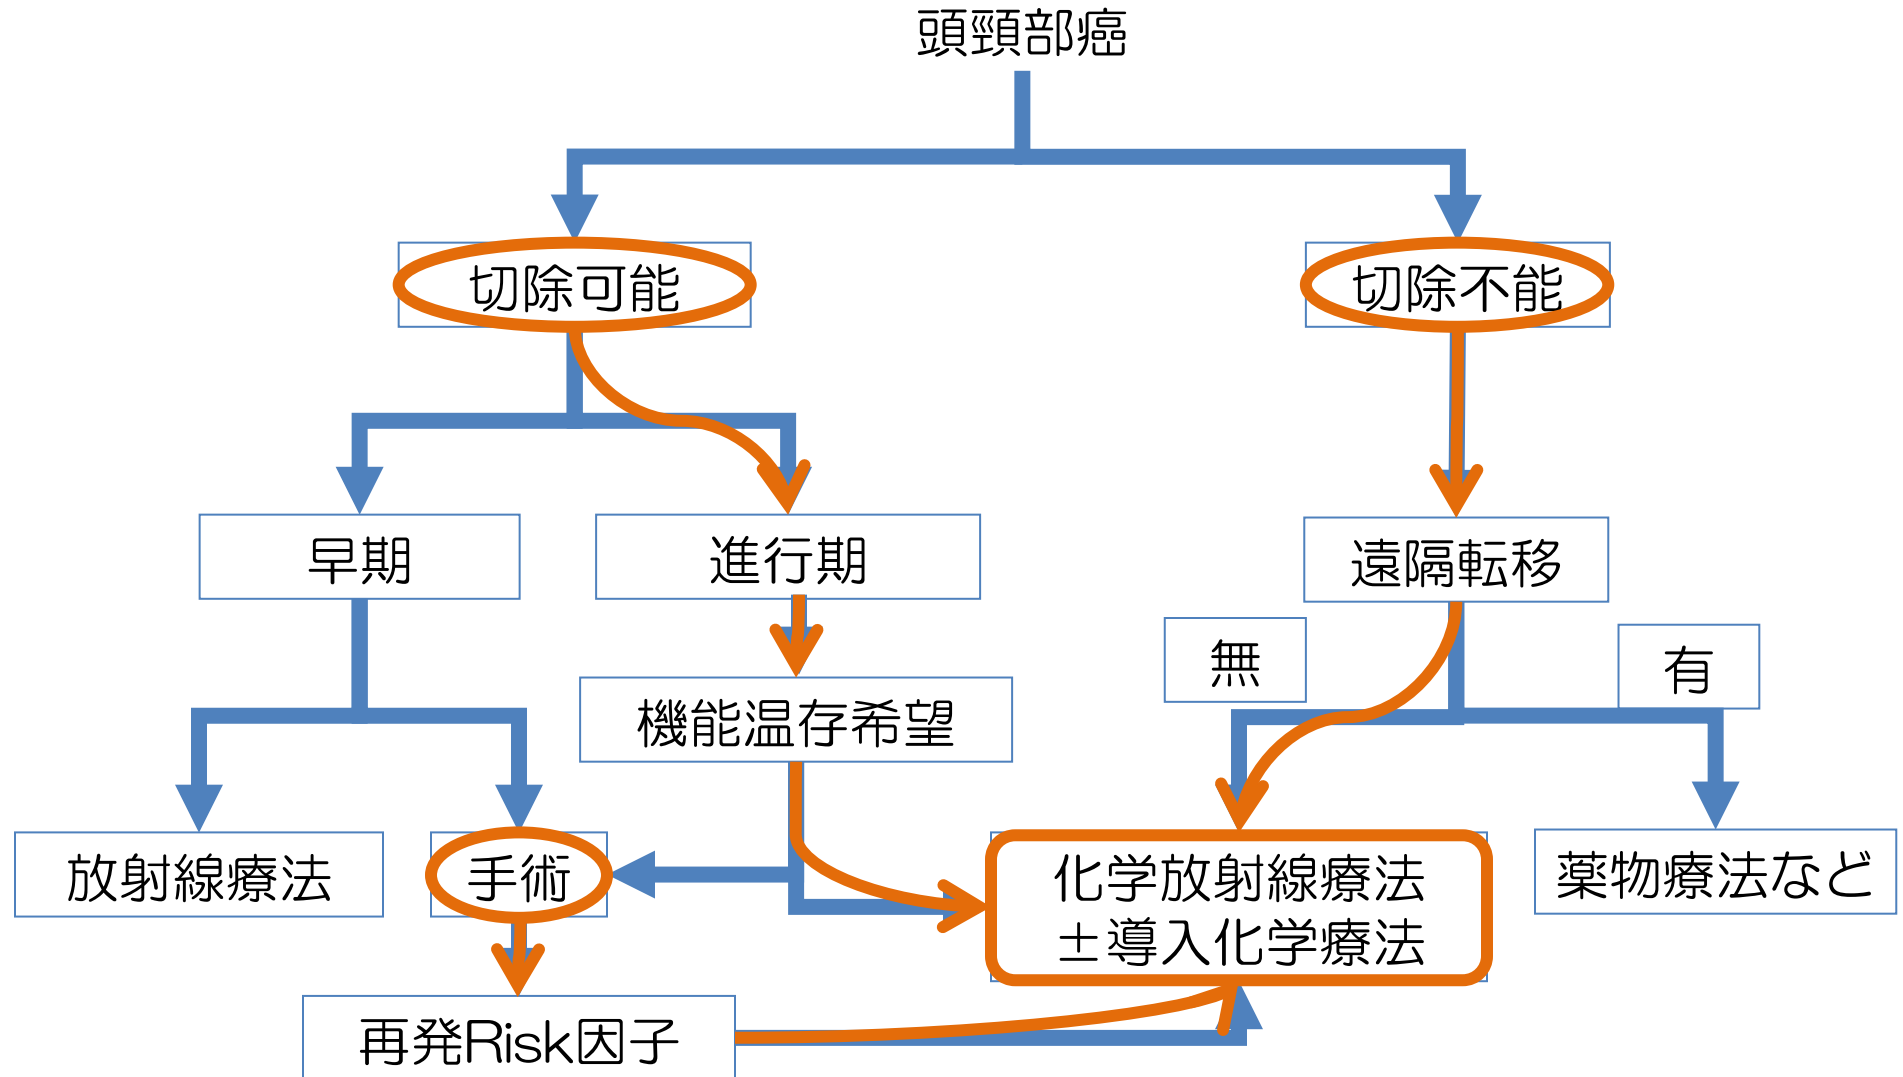 頭頸部癌
切除可能
切除不能
早期
進行期
遠隔転移
無
有
機能温存希望
放射線療法
手術
化学放射線療法
±導入化学療法
薬物療法など
再発Risk因子